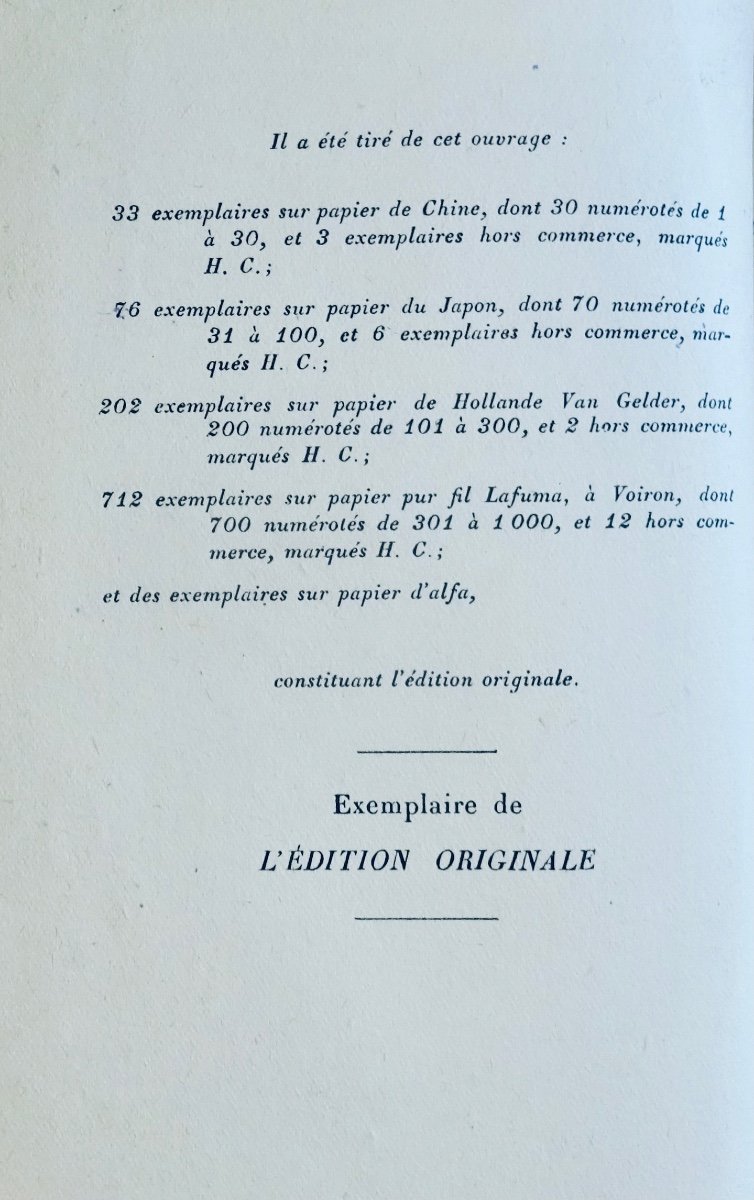 Il a été tiré de cet ouvrage :
33 exemplaires sur papier de Chine, dont 30 numérotés de 1
à 30, et 3 exemplaires hors commerce, marqués
H. C.;
76 exemplaires sur papier du Japon, dont 70 numérotés de
31 à 100, et 6 exemplaires hors commerce, mar-
qués H. C.;
202 exemplaires sur papier de Hollande Van Gelder, dont
200 numérotés de 101 à 300, et 2 hors commerce,
marqués H. C.;
712 exemplaires sur papier pur fil Lafuma, à Voiron, dont
700 numérotés de 301 à 1 000, et 12 hors com-
merce, marqués H. C.;
et des exemplaires sur papier d'alfa,
constituant l'édition originale.
Exemplaire de
L'ÉDITION ORIGINALE